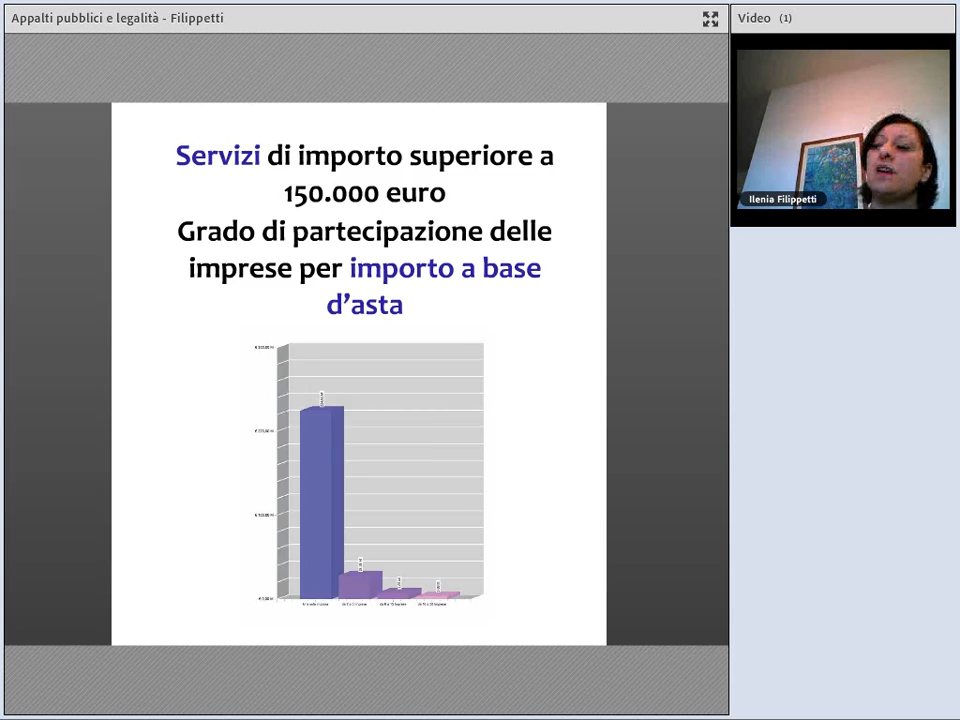 Appalti pubblici e legalità - Filippetti
Video (1)
Ilenia Filippetti
Servizi di importo superiore a
150.000 euro
Grado di partecipazione delle
imprese per importo a base
d'asta